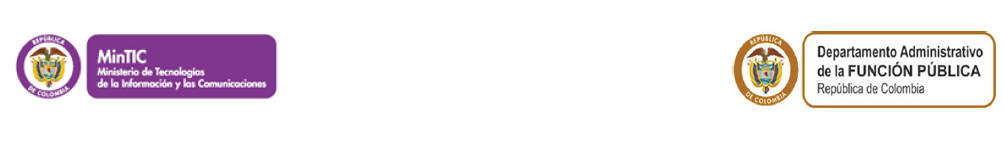 REPÚBLICA
DE COLOMBIA
MinTIC
Ministerio de Tecnologías
de la Información y las Comunicaciones
REPÚBLICA
DE COLOMBIA
Departamento Administrativo
de la FUNCIÓN PÚBLICA
República de Colombia